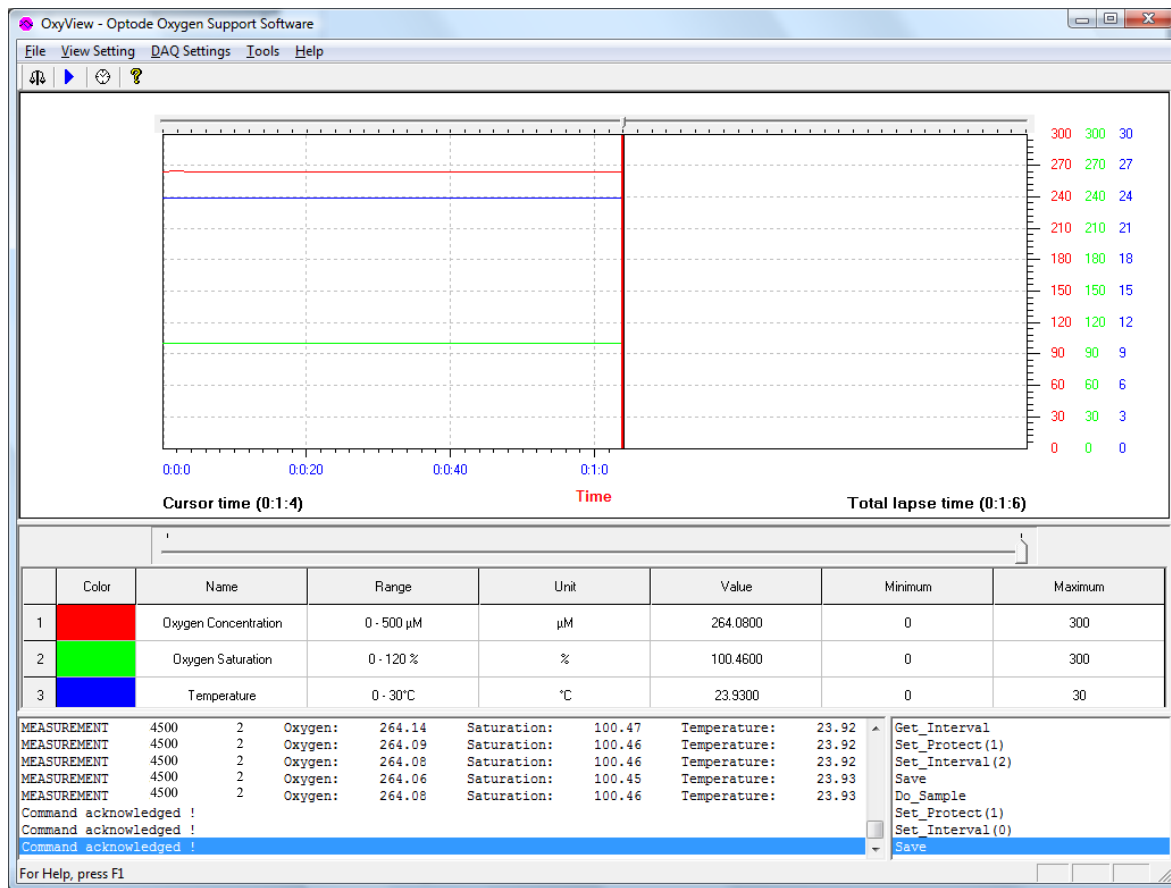 OxyView - Optode Oxygen Support Software
File View Setting DAQ Settings Tools Help
300 300 30
270 270 27
240 240 24
210 210 21
180 180 18
150 150 15
120 120 12
90 90 9
60 60 6
30 30 3
0 0 0
0:0:0 0:0:20 0:0:40 0:1:0
Cursor time (0:1:4) Time Total lapse time (0:1:6)
Color Name Range Unit Value Minimum Maximum
1 Oxygen Concentration 0 - 500 µM µM 264.0800 0 300
2 Oxygen Saturation 0 - 120 % % 100.4600 0 300
3 Temperature 0 - 30°C °C 23.9300 0 30
MEASUREMENT 4500 2 Oxygen: 264.14 Saturation: 100.47 Temperature: 23.92
MEASUREMENT 4500 2 Oxygen: 264.09 Saturation: 100.46 Temperature: 23.92
MEASUREMENT 4500 2 Oxygen: 264.08 Saturation: 100.46 Temperature: 23.92
MEASUREMENT 4500 2 Oxygen: 264.06 Saturation: 100.45 Temperature: 23.93
MEASUREMENT 4500 2 Oxygen: 264.08 Saturation: 100.46 Temperature: 23.93
Command acknowledged !
Command acknowledged !
Command acknowledged !
Get_Interval
Set_Protect(1)
Set_Interval(2)
Save
Do_Sample
Set_Protect(1)
Set_Interval(0)
Save
For Help, press F1